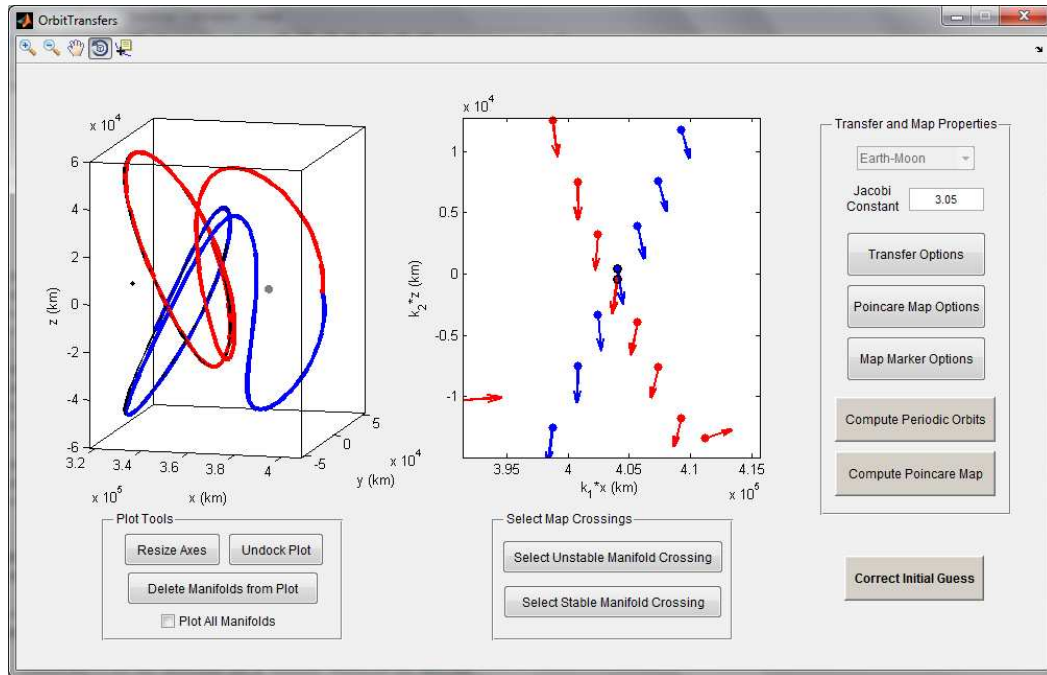 OrbitTransfers
x 10^4
6
4
2
0
-2
-4
-6
z (km)
3.2
3.4
3.6
3.8
4
x 10^5
x (km)
-5
0
5
x 10^4
y (km)
x 10^4
1
0.5
0
-0.5
-1
k_2*z (km)
3.95
4
4.05
4.1
4.15
x 10^5
k_1*x (km)
Transfer and Map Properties
Earth-Moon
Jacobi
Constant
3.05
Transfer Options
Poincare Map Options
Map Marker Options
Compute Periodic Orbits
Compute Poincare Map
Plot Tools
Resize Axes
Undock Plot
Delete Manifolds from Plot
Plot All Manifolds
Select Map Crossings
Select Unstable Manifold Crossing
Select Stable Manifold Crossing
Correct Initial Guess